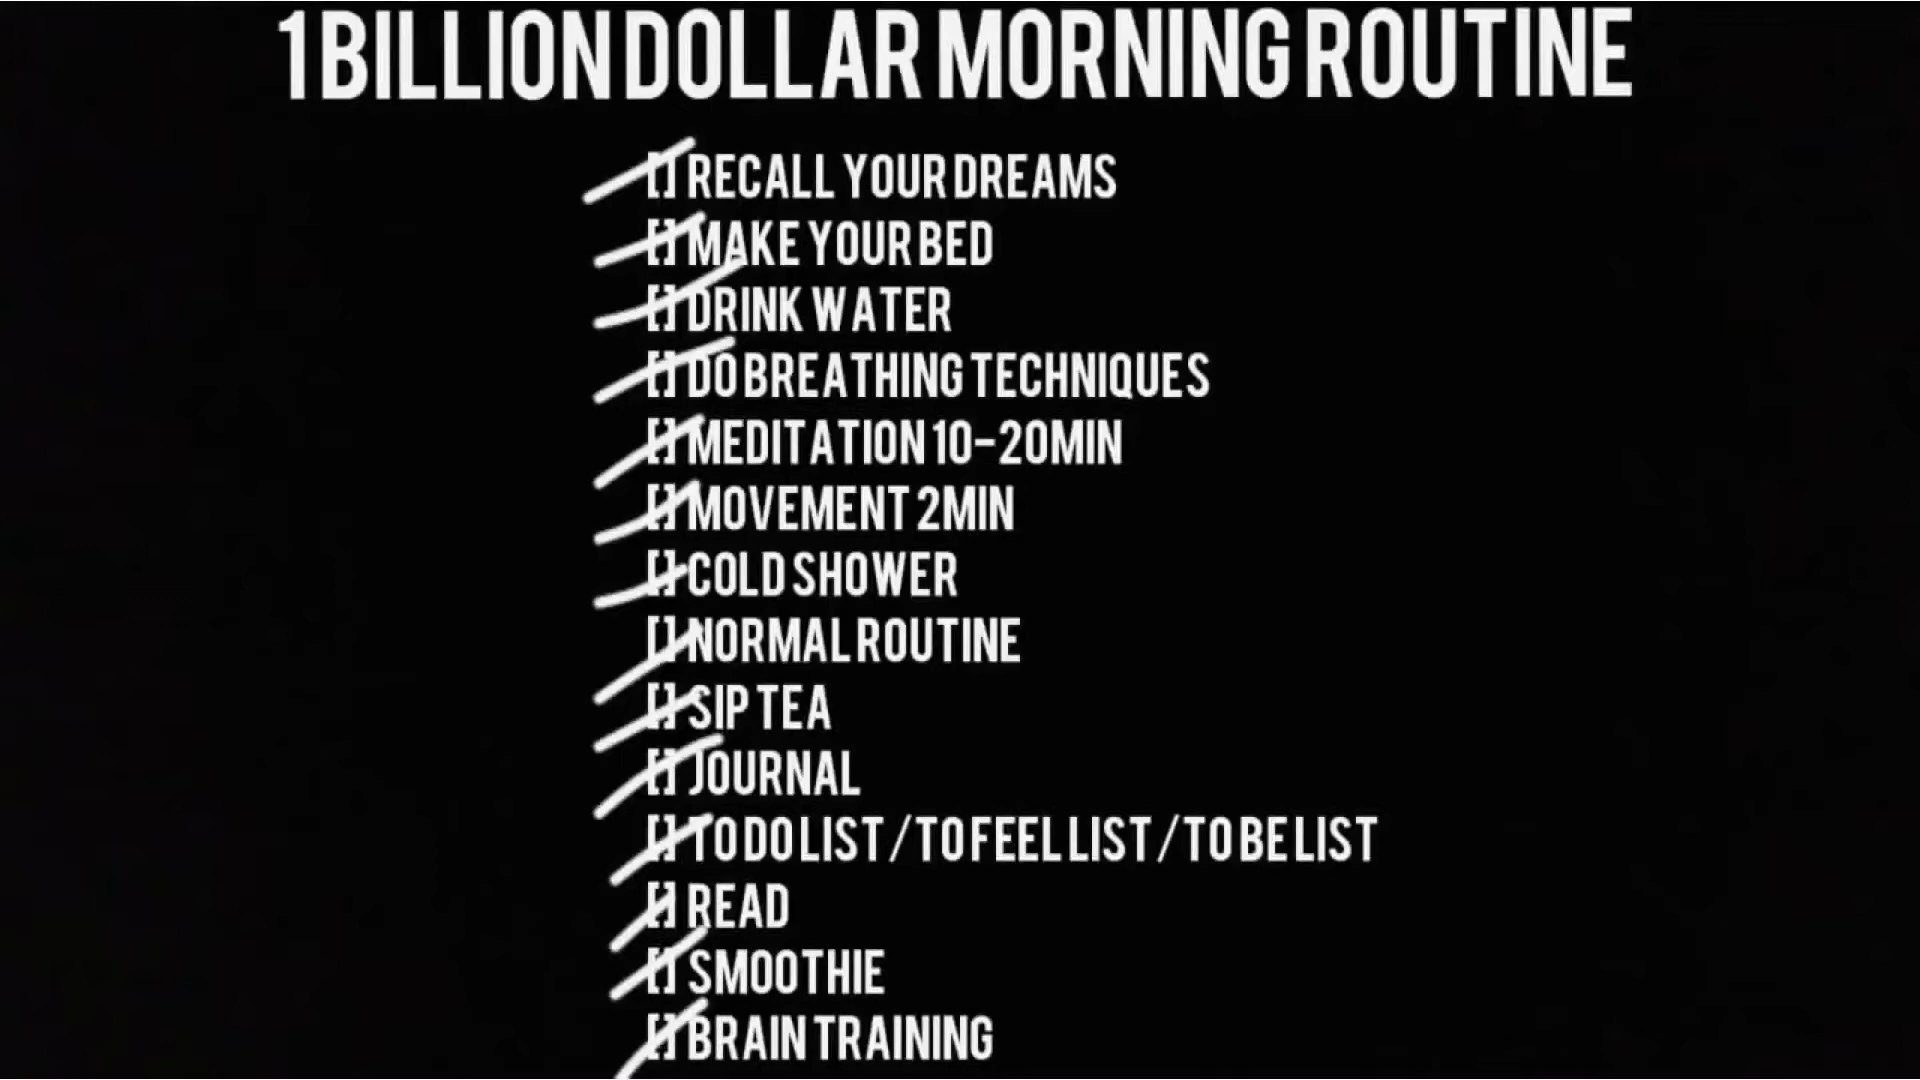 1 BILLION DOLLAR MORNING ROUTINE
[] RECALL YOUR DREAMS
[] MAKE YOUR BED
[] DRINK WATER
[] DO BREATHING TECHNIQUES
[] MEDITATION 10-20MIN
[] MOVEMENT 2MIN
[] COLD SHOWER
[] NORMAL ROUTINE
[] SIP TEA
[] JOURNAL
[] TO DO LIST / TO FEEL LIST / TO BE LIST
[] READ
[] SMOOTHIE
[] BRAIN TRAINING